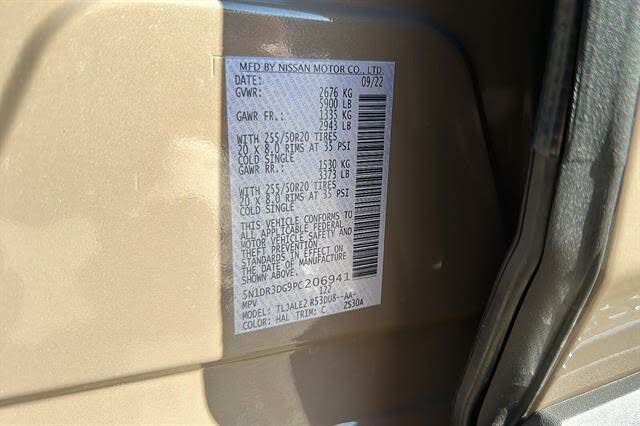 MFD BY NISSAN MOTOR CO., LTD.
DATE: 09/22
GVWR: 2676 KG
5900 LB
GAWR FR.: 1335 KG
2943 LB
WITH 255/50R20 TIRES
20 X 8.0 RIMS AT 35 PSI
COLD SINGLE
GAWR RR.: 1530 KG
3373 LB
WITH 255/50R20 TIRES
20 X 8.0 RIMS AT 35 PSI
COLD SINGLE
THIS VEHICLE CONFORMS TO
ALL APPLICABLE FEDERAL
MOTOR VEHICLE SAFETY AND
THEFT PREVENTION
STANDARDS IN EFFECT ON
THE DATE OF MANUFACTURE
SHOWN ABOVE.
5N1DR3DG9PC206941
MPV 122
MODEL: TLJALE2 R53DU8--AA-
COLOR: HAL TRIM: C ZS30A